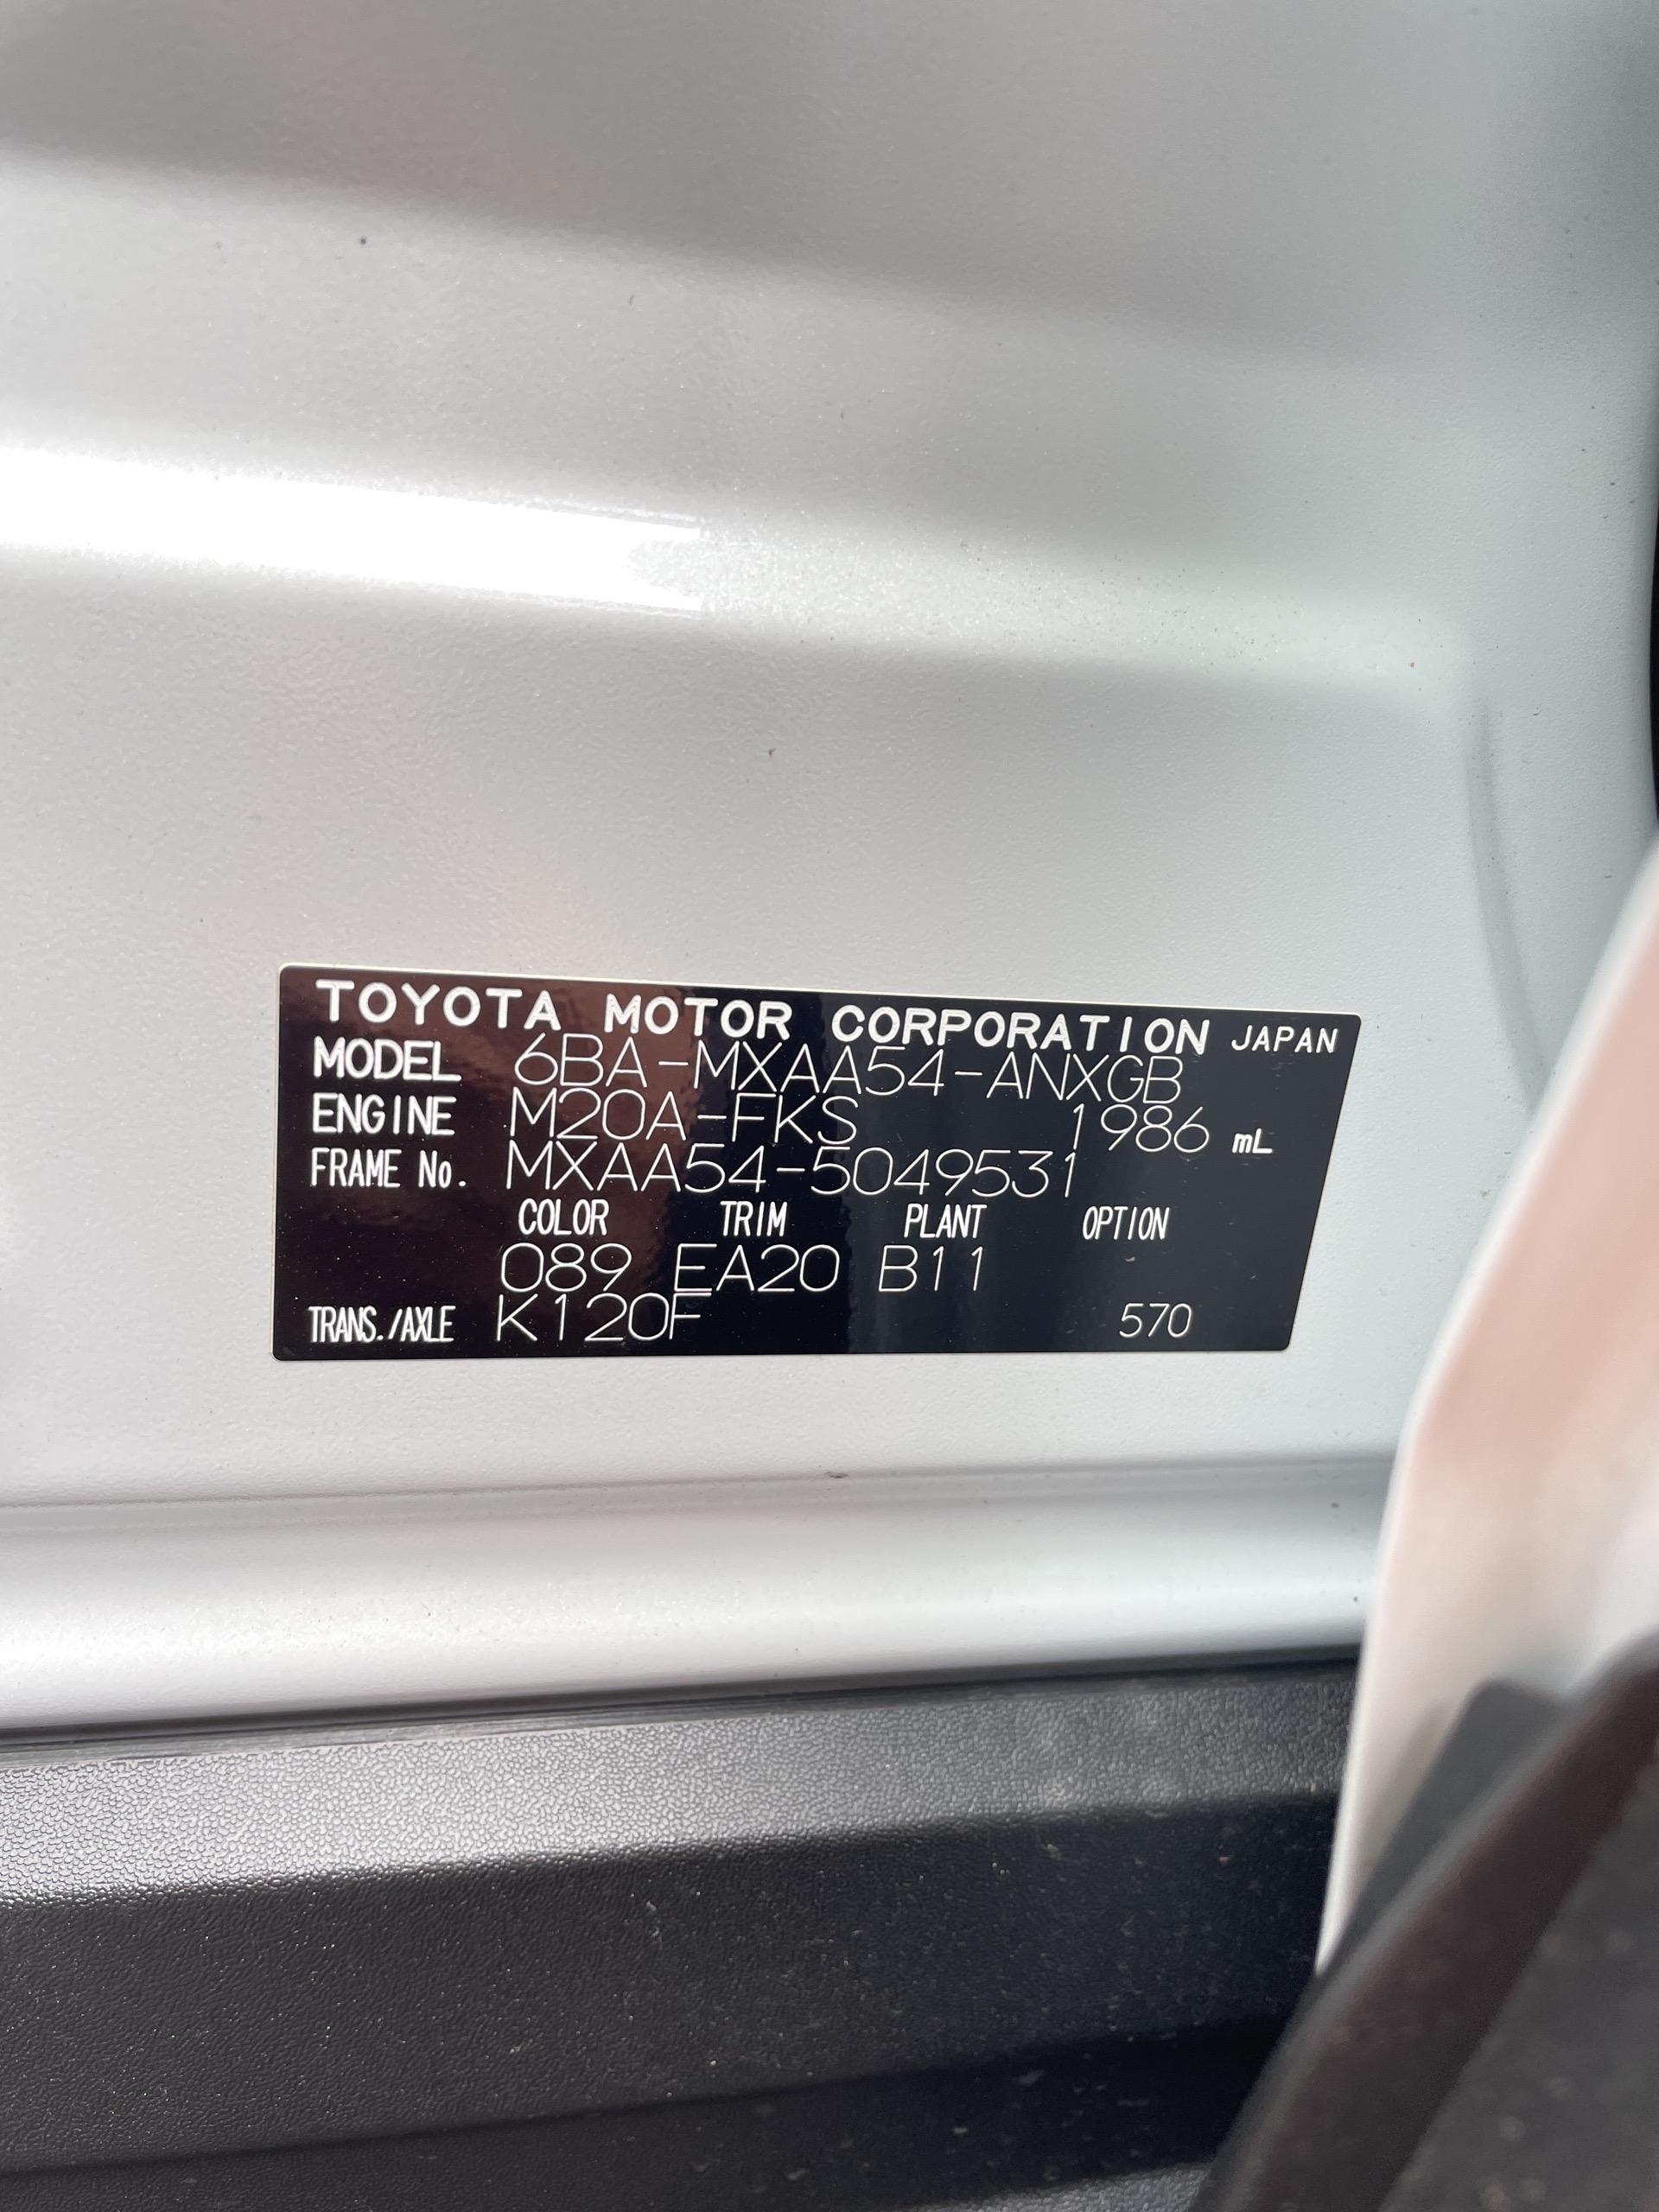 TOYOTA MOTOR CORPORATION JAPAN
MODEL 6BA-MXAA54-ANXGB
ENGINE M20A-FKS 1986 mL
FRAME No. MXAA54-5049531
COLOR TRIM PLANT OPTION
089 EA20 B11
TRANS./AXLE K120F 570